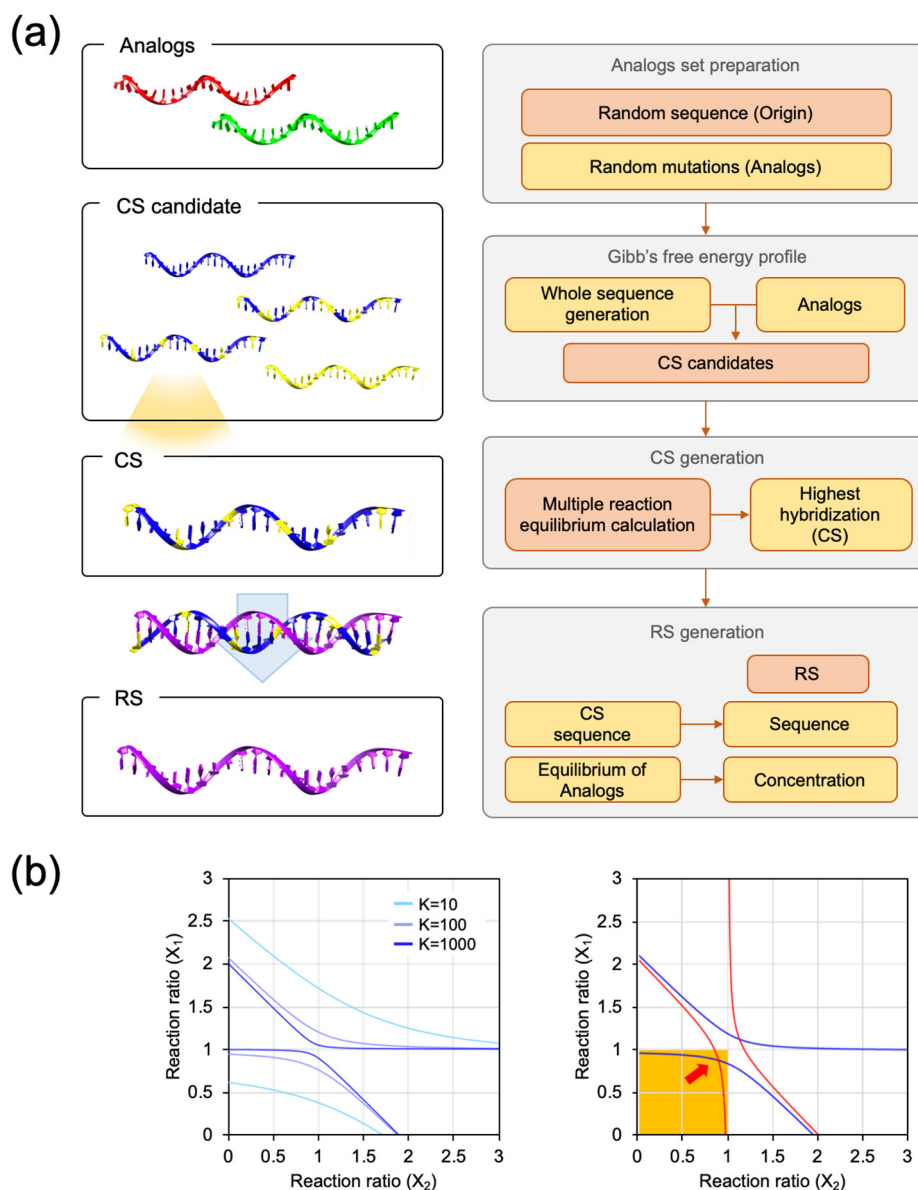 (a)
Analogs
CS candidate
CS
RS
Analogs set preparation
Random sequence (Origin)
Random mutations (Analogs)
Gibb's free energy profile
Whole sequence
generation
Analogs
CS candidates
CS generation
Multiple reaction
equilibrium calculation
Highest
hybridization
(CS)
RS generation
RS
CS
sequence
Sequence
Equilibrium of
Analogs
Concentration
(b)
Reaction ratio (X₁)
3
2.5
2
1.5
1
0.5
0
K=10
K=100
K=1000
0 0.5 1 1.5 2 2.5 3
Reaction ratio (X₂)
Reaction ratio (X₁)
3
2.5
2
1.5
1
0.5
0
0 0.5 1 1.5 2 2.5 3
Reaction ratio (X₂)